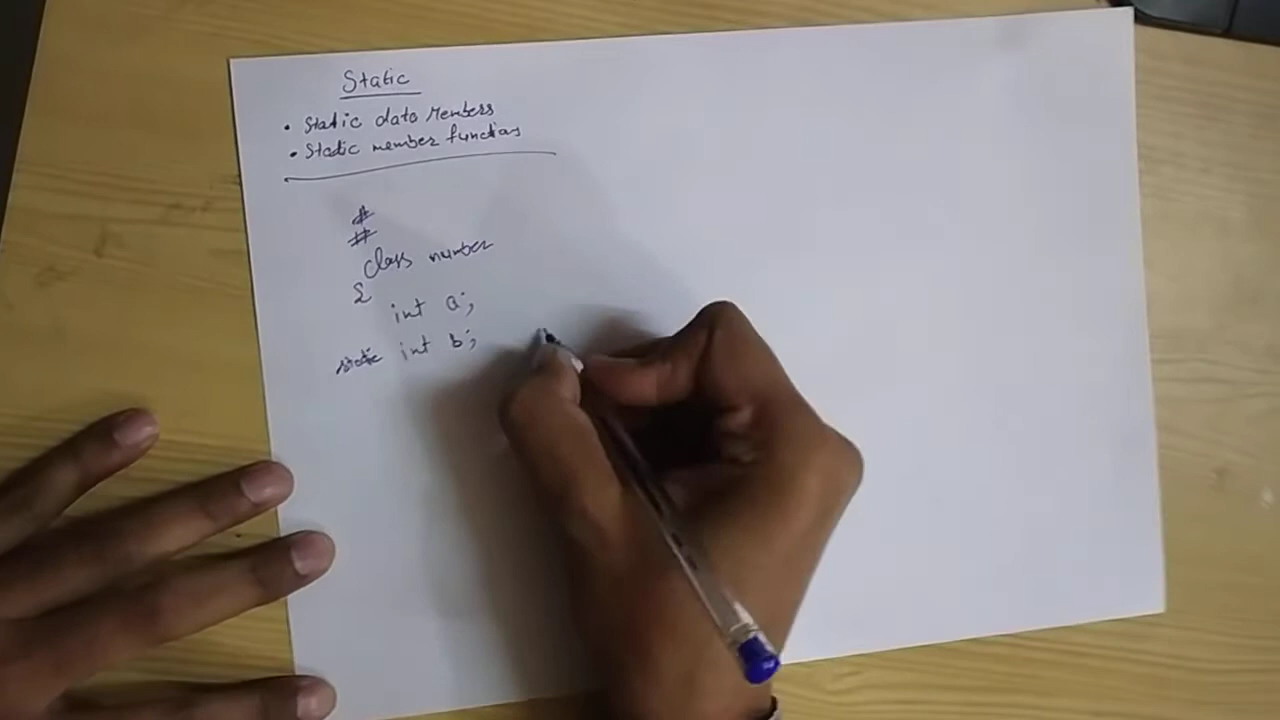 Static
• Static data Members
• Static member functions
#
#
class number
{
int a;
static int b;